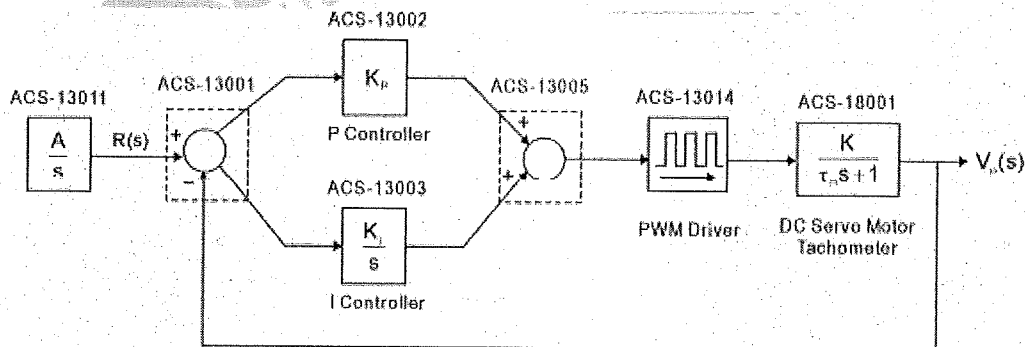 ACS-13002
Kp
P Controller
ACS-13001
ACS-13011
A
s
R(s)
+
−
ACS-13003
Ki
s
I Controller
ACS-13005
+
+
ACS-13014
PWM Driver
ACS-18001
K
τms+1
DC Servo Motor
Tachometer
Vp(s)